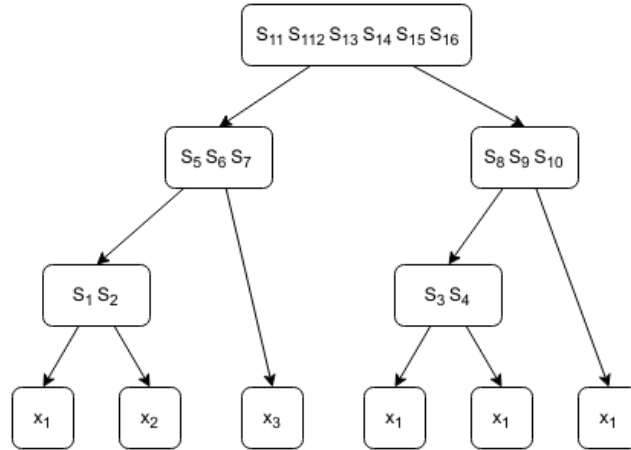 S₁₁ S₁₁₂ S₁₃ S₁₄ S₁₅ S₁₆
S₅ S₆ S₇
S₈ S₉ S₁₀
S₁ S₂
S₃ S₄
x₁
x₂
x₃
x₁
x₁
x₁